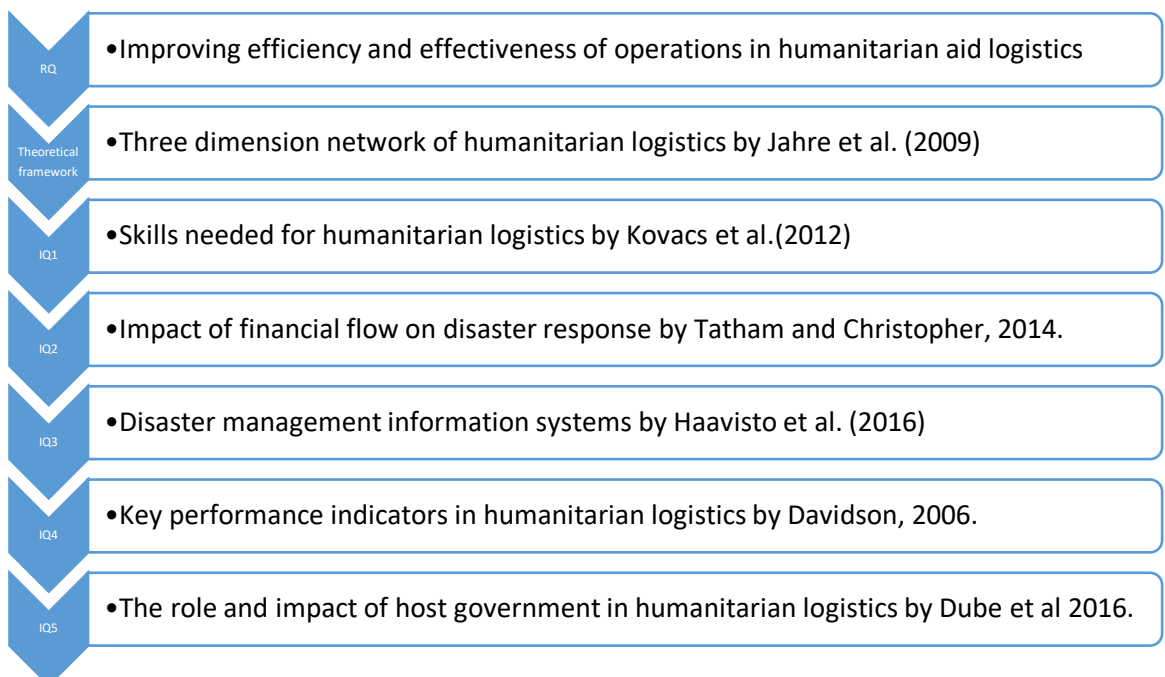 RQ
•Improving efficiency and effectiveness of operations in humanitarian aid logistics
Theoretical
framework
•Three dimension network of humanitarian logistics by Jahre et al. (2009)
IQ1
•Skills needed for humanitarian logistics by Kovacs et al.(2012)
IQ2
•Impact of financial flow on disaster response by Tatham and Christopher, 2014.
IQ3
•Disaster management information systems by Haavisto et al. (2016)
IQ4
•Key performance indicators in humanitarian logistics by Davidson, 2006.
IQ5
•The role and impact of host government in humanitarian logistics by Dube et al 2016.